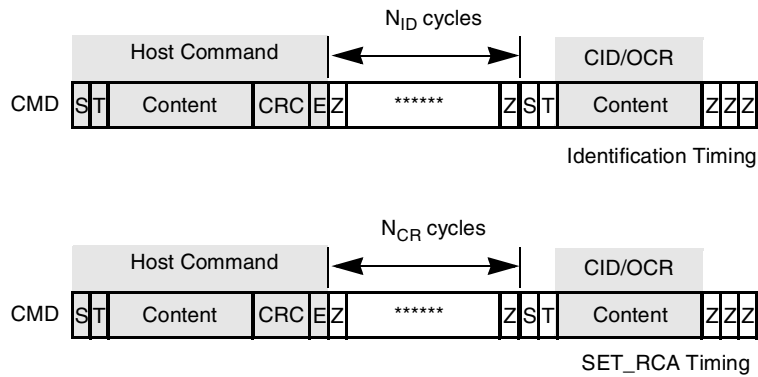 N_ID cycles
Host Command CID/OCR
CMD S T Content CRC E Z ****** Z S T Content Z Z Z
Identification Timing
N_CR cycles
Host Command CID/OCR
CMD S T Content CRC E Z ****** Z S T Content Z Z Z
SET_RCA Timing